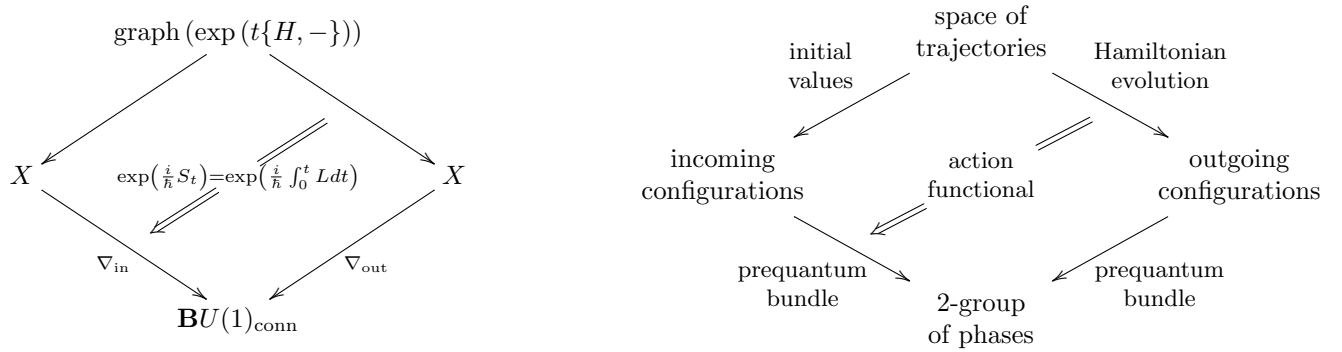 graph (exp (t{H, −}))
X
exp(i/ħ S_t)=exp(i/ħ ∫_0^t Ldt)
X
∇_in
∇_out
BU(1)_conn
space of
trajectories
initial
values
Hamiltonian
evolution
incoming
configurations
action
functional
outgoing
configurations
prequantum
bundle
prequantum
bundle
2-group
of phases